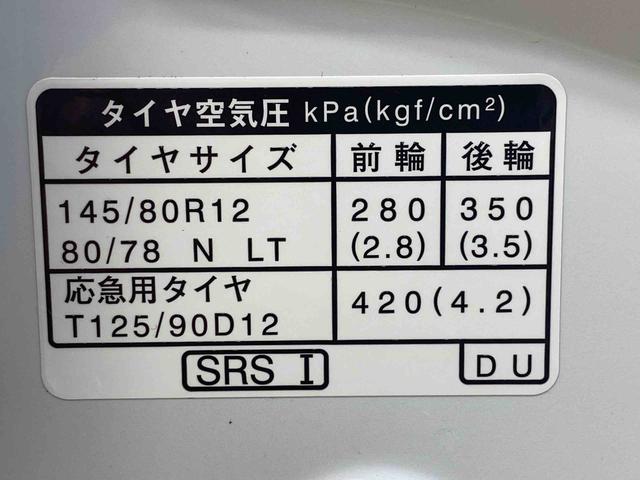 タイヤ空気圧 kPa(kgf/cm²)
タイヤサイズ 前輪 後輪
145/80R12 280 350
80/78 N LT (2.8) (3.5)
応急用タイヤ 420(4.2)
T125/90D12
SRS I
DU